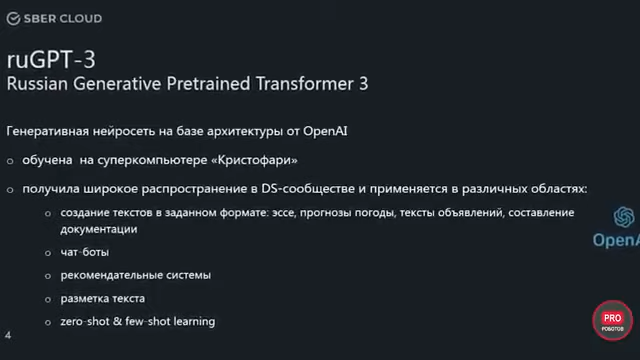 SBER CLOUD
ruGPT-3
Russian Generative Pretrained Transformer 3
Генеративная нейросеть на базе архитектуры от OpenAI
o обучена на суперкомпьютере «Кристофари»
o получила широкое распространение в DS-сообществе и применяется в различных областях:
o создание текстов в заданном формате: эссе, прогнозы погоды, тексты объявлений, составление
документации
o чат-боты
o рекомендательные системы
o разметка текста
o zero-shot & few-shot learning
OpenA
PRO
РОБОТОВ
4